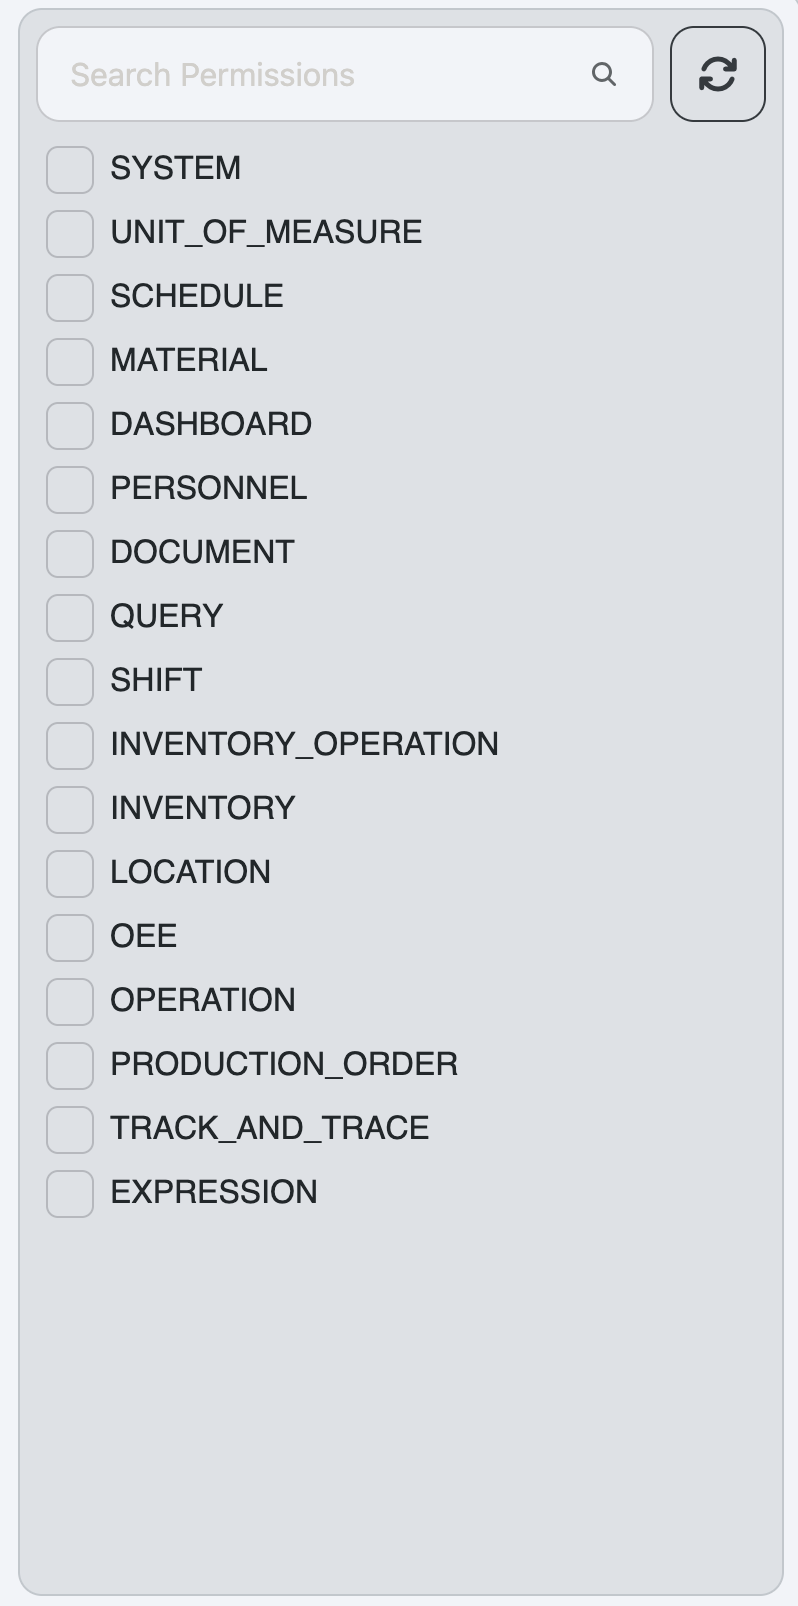 Search Permissions
SYSTEM
UNIT_OF_MEASURE
SCHEDULE
MATERIAL
DASHBOARD
PERSONNEL
DOCUMENT
QUERY
SHIFT
INVENTORY_OPERATION
INVENTORY
LOCATION
OEE
OPERATION
PRODUCTION_ORDER
TRACK_AND_TRACE
EXPRESSION